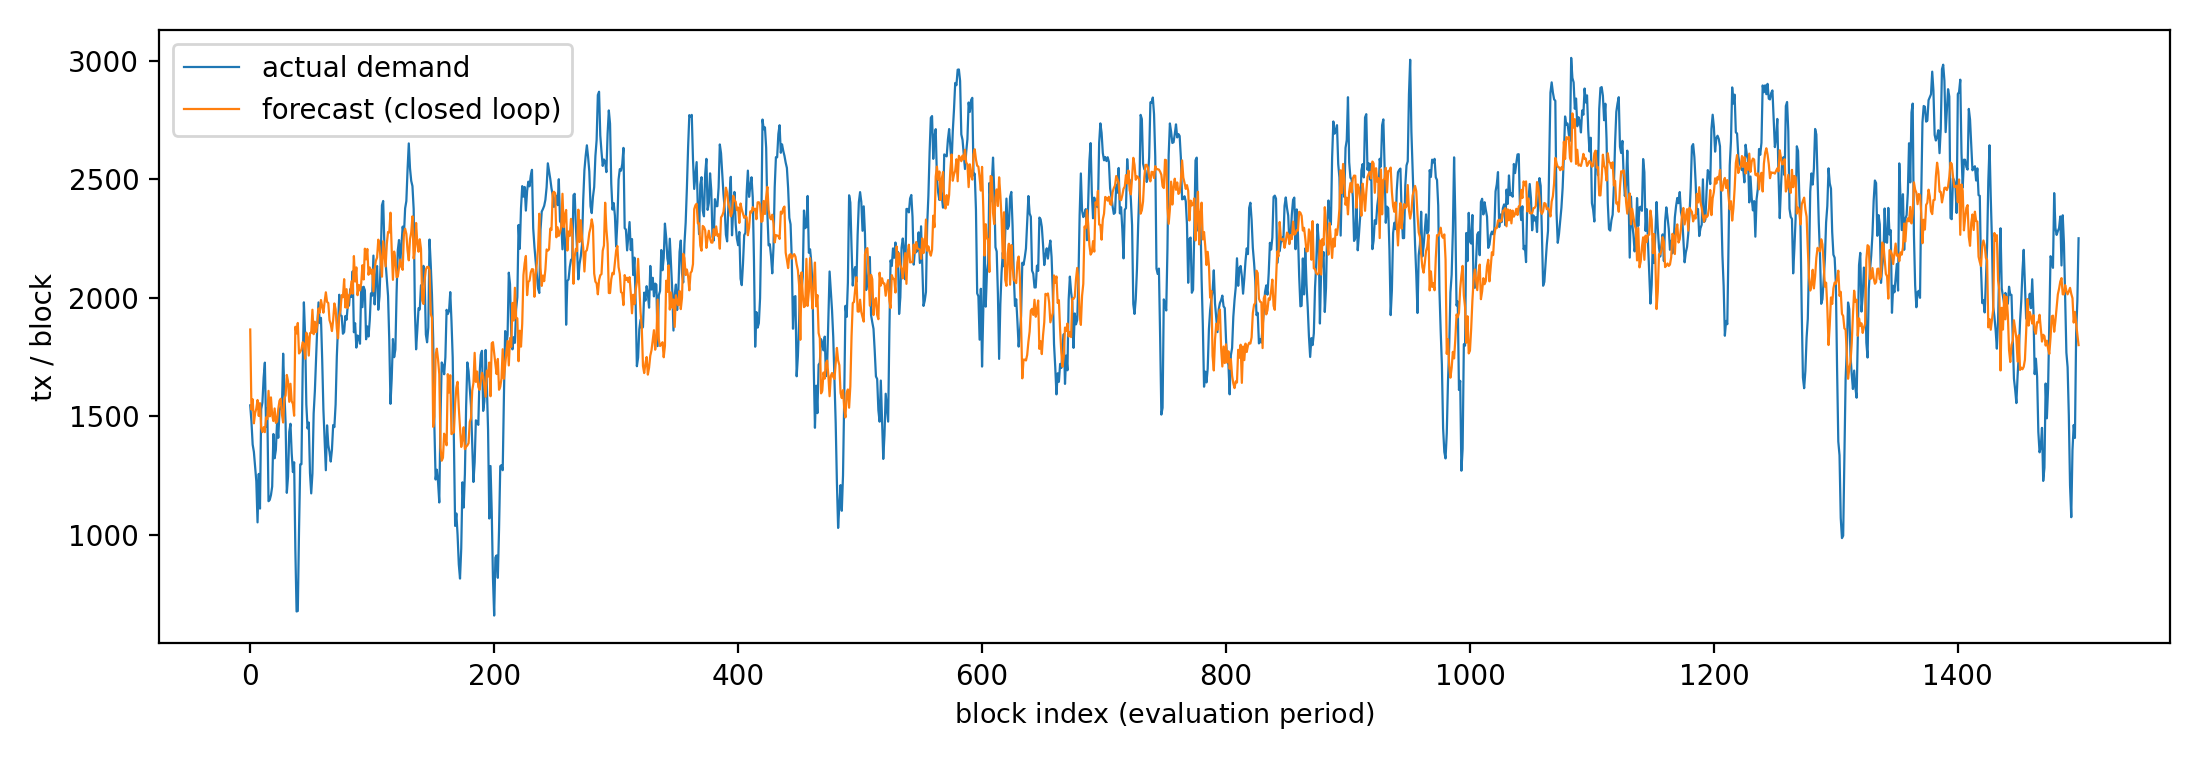 actual demand
forecast (closed loop)
3000
2500
2000
1500
1000
tx / block
0 200 400 600 800 1000 1200 1400
block index (evaluation period)